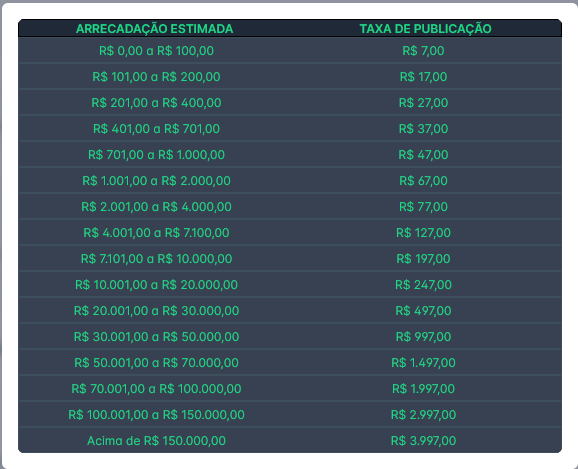 ARRECADAÇÃO ESTIMADA TAXA DE PUBLICAÇÃO
R$ 0,00 a R$ 100,00 R$ 7,00
R$ 101,00 a R$ 200,00 R$ 17,00
R$ 201,00 a R$ 400,00 R$ 27,00
R$ 401,00 a R$ 701,00 R$ 37,00
R$ 701,00 a R$ 1.000,00 R$ 47,00
R$ 1.001,00 a R$ 2.000,00 R$ 67,00
R$ 2.001,00 a R$ 4.000,00 R$ 77,00
R$ 4.001,00 a R$ 7.100,00 R$ 127,00
R$ 7.101,00 a R$ 10.000,00 R$ 197,00
R$ 10.001,00 a R$ 20.000,00 R$ 247,00
R$ 20.001,00 a R$ 30.000,00 R$ 497,00
R$ 30.001,00 a R$ 50.000,00 R$ 997,00
R$ 50.001,00 a R$ 70.000,00 R$ 1.497,00
R$ 70.001,00 a R$ 100.000,00 R$ 1.997,00
R$ 100.001,00 a R$ 150.000,00 R$ 2.997,00
Acima de R$ 150.000,00 R$ 3.997,00